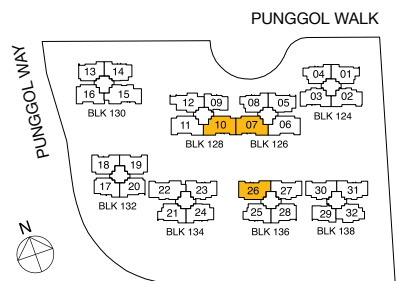 PUNGGOL WALK
PUNGGOL WAY
13 14
16 15
BLK 130
04 01
03 02
BLK 124
12 09
11 10
BLK 128
08 05
07 06
BLK 126
18 19
17 20
BLK 132
22 23
21 24
BLK 134
26 27
25 28
BLK 136
30 31
29 32
BLK 138
N